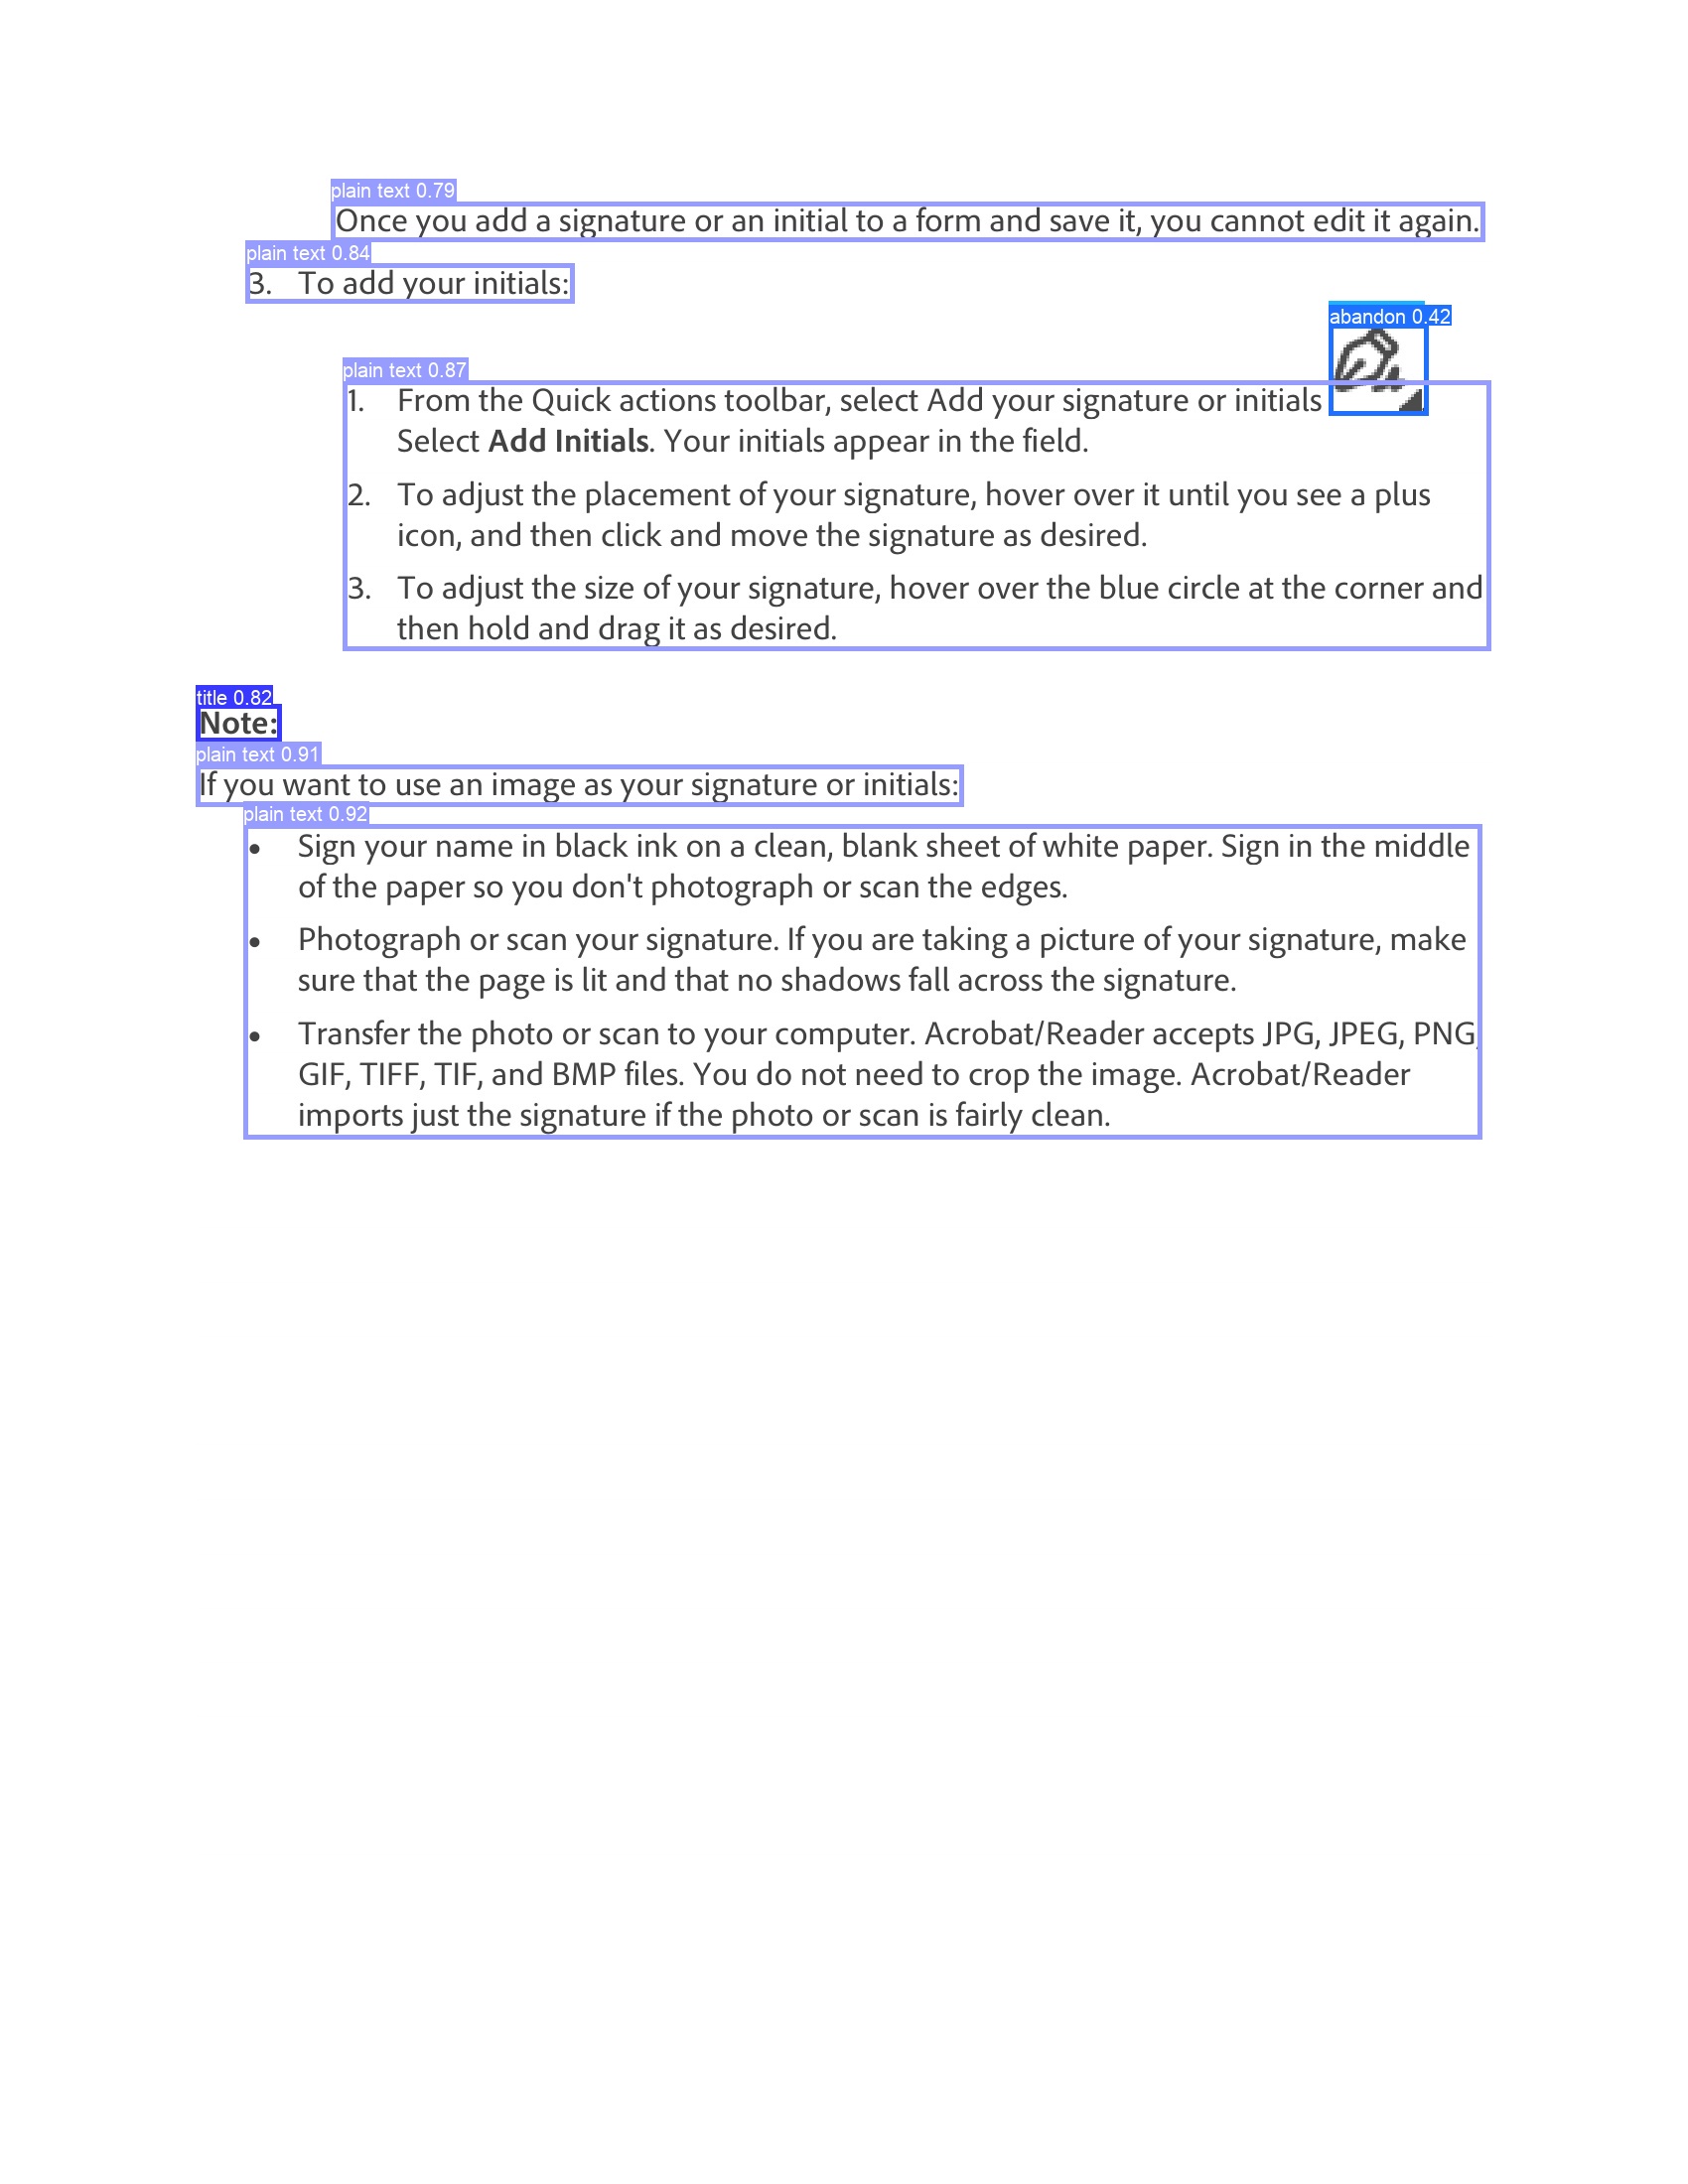 plain text 0.79
Once you add a signature or an initial to a form and save it, you cannot edit it again.
plain text 0.84
3. To add your initials:
abandon 0.42
plain text 0.87
1. From the Quick actions toolbar, select Add your signature or initials
Select Add Initials. Your initials appear in the field.
2. To adjust the placement of your signature, hover over it until you see a plus
icon, and then click and move the signature as desired.
3. To adjust the size of your signature, hover over the blue circle at the corner and
then hold and drag it as desired.
title 0.82
Note:
plain text 0.91
If you want to use an image as your signature or initials:
plain text 0.92
• Sign your name in black ink on a clean, blank sheet of white paper. Sign in the middle
of the paper so you don't photograph or scan the edges.
• Photograph or scan your signature. If you are taking a picture of your signature, make
sure that the page is lit and that no shadows fall across the signature.
• Transfer the photo or scan to your computer. Acrobat/Reader accepts JPG, JPEG, PNG,
GIF, TIFF, TIF, and BMP files. You do not need to crop the image. Acrobat/Reader
imports just the signature if the photo or scan is fairly clean.